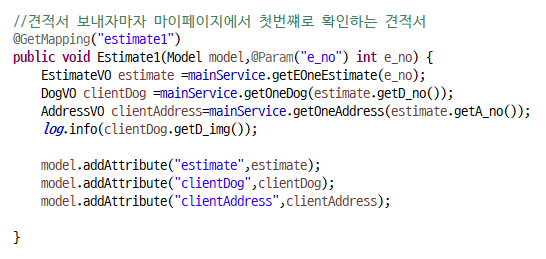 //견적서 보내자마자 마이페이지에서 첫번쨰로 확인하는 견적서
@GetMapping("estimate1")
public void Estimate1(Model model,@Param("e_no") int e_no) {
    EstimateVO estimate =mainService.getEOneEstimate(e_no);
    DogVO clientDog =mainService.getOneDog(estimate.getD_no());
    AddressVO clientAddress=mainService.getOneAddress(estimate.getA_no());
    log.info(clientDog.getD_img());
    model.addAttribute("estimate",estimate);
    model.addAttribute("clientDog",clientDog);
    model.addAttribute("clientAddress",clientAddress);
}